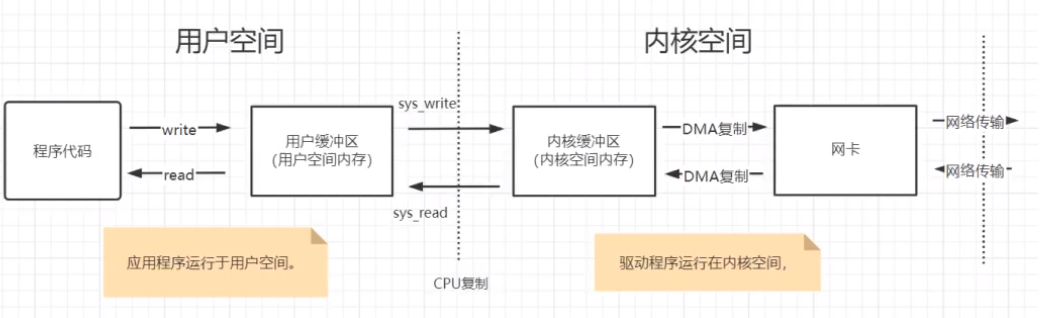 用户空间
内核空间
程序代码
write
read
用户缓冲区
(用户空间内存)
sys_write
sys_read
内核缓冲区
(内核空间内存)
DMA复制
DMA复制
网卡
网络传输
网络传输
应用程序运行于用户空间。
CPU复制
驱动程序运行在内核空间，